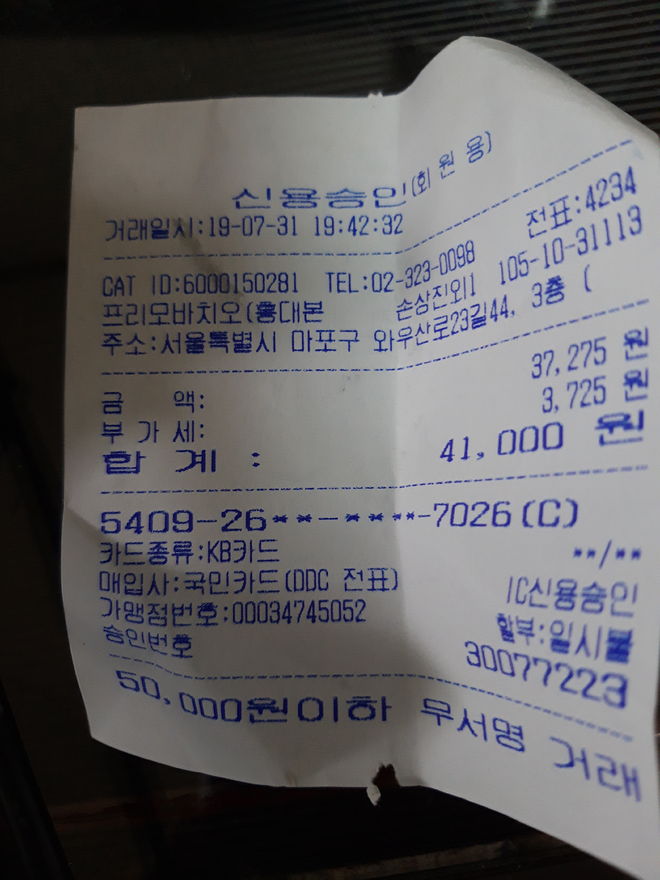 신용승인(회원용)
거래일시:19-07-31 19:42:32 전표:4234
CAT ID:6000150281 TEL:02-323-0098 105-10-31113
프리모바치오(홍대본 손상진외1
주소:서울특별시 마포구 와우산로23길44, 3층 (
금 액: 37,275 원
부 가 세: 3,725 원
합 계 : 41,000 원
5409-26**-****-7026(C)
카드종류:KB카드 **/**
매입사:국민카드(DDC 전표) IC신용승인
가맹점번호:00034745052 할부:일시불
승인번호 30077223
50,000원이하 무서명 거래